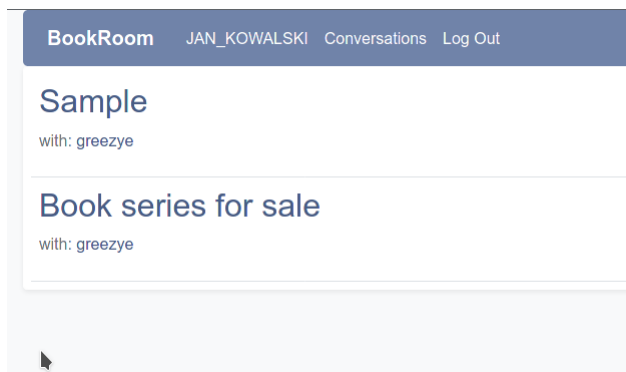 BookRoom JAN_KOWALSKI Conversations Log Out
Sample
with: greezye
Book series for sale
with: greezye